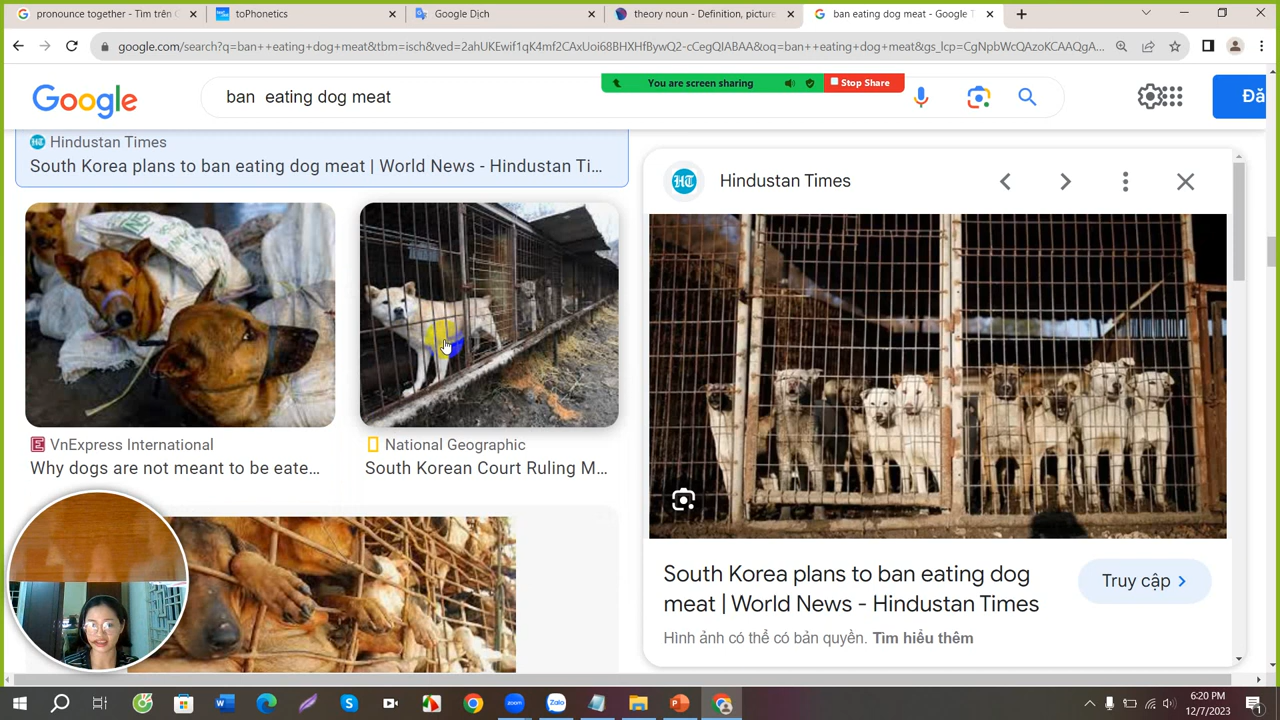 pronounce together - Tìm trên
toPhonetics
Google Dịch
theory noun - Definition, picture
ban eating dog meat - Google T
google.com/search?q=ban++eating+dog+meat&tbm=isch&ved=2ahUKEwif1qK4mf2CAxUoi68BHXHfBywQ2-cCegQIABAA&oq=ban++eating+dog+meat&gs_lcp=CgNpbWcQAzoKCAAQgA...
Google
ban eating dog meat
You are screen sharing
Stop Share
Đă
Hindustan Times
South Korea plans to ban eating dog meat | World News - Hindustan Ti...
HT
Hindustan Times
VnExpress International
Why dogs are not meant to be eate...
National Geographic
South Korean Court Ruling M...
South Korea plans to ban eating dog
meat | World News - Hindustan Times
Truy cập
Hình ảnh có thể có bản quyền. Tìm hiểu thêm
zoom
Zalo
6:20 PM
12/7/2023